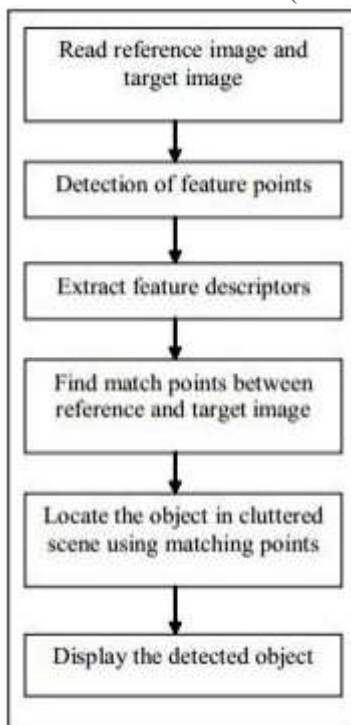 Read reference image and
target image
Detection of feature points
Extract feature descriptors
Find match points between
reference and target image
Locate the object in cluttered
scene using matching points
Display the detected object